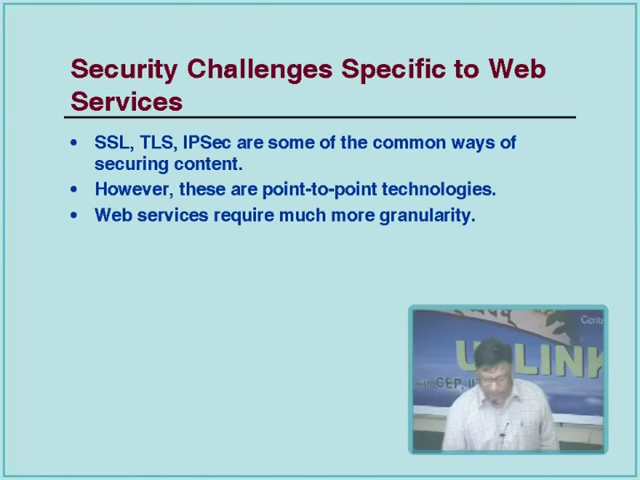 Security Challenges Specific to Web
Services
• SSL, TLS, IPSec are some of the common ways of
securing content.
• However, these are point-to-point technologies.
• Web services require much more granularity.
LINK
CEP,